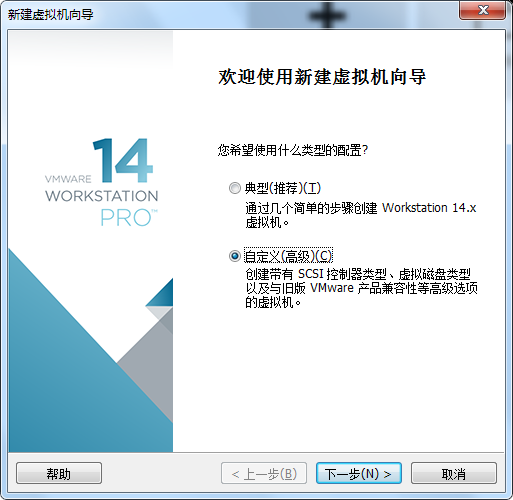 新建虚拟机向导
欢迎使用新建虚拟机向导
VMWARE 14
WORKSTATION
PRO™
您希望使用什么类型的配置?
典型(推荐)(T)
通过几个简单的步骤创建 Workstation 14.x
虚拟机。
自定义(高级)(C)
创建带有 SCSI 控制器类型、虚拟磁盘类型
以及与旧版 VMware 产品兼容性等高级选项
的虚拟机。
帮助
< 上一步(B)
下一步(N) >
取消